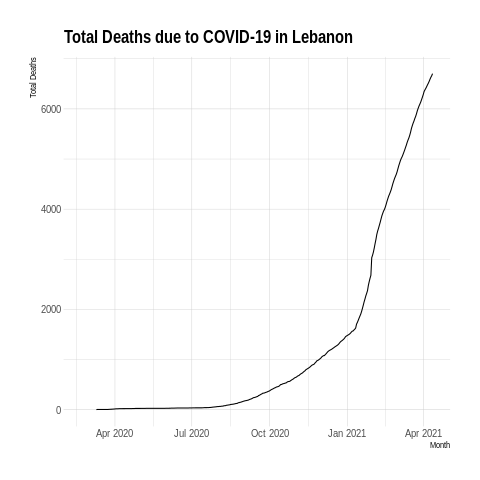 Total Deaths due to COVID-19 in Lebanon
Total Deaths
6000
4000
2000
0
Apr 2020 Jul 2020 Oct 2020 Jan 2021 Apr 2021
Month